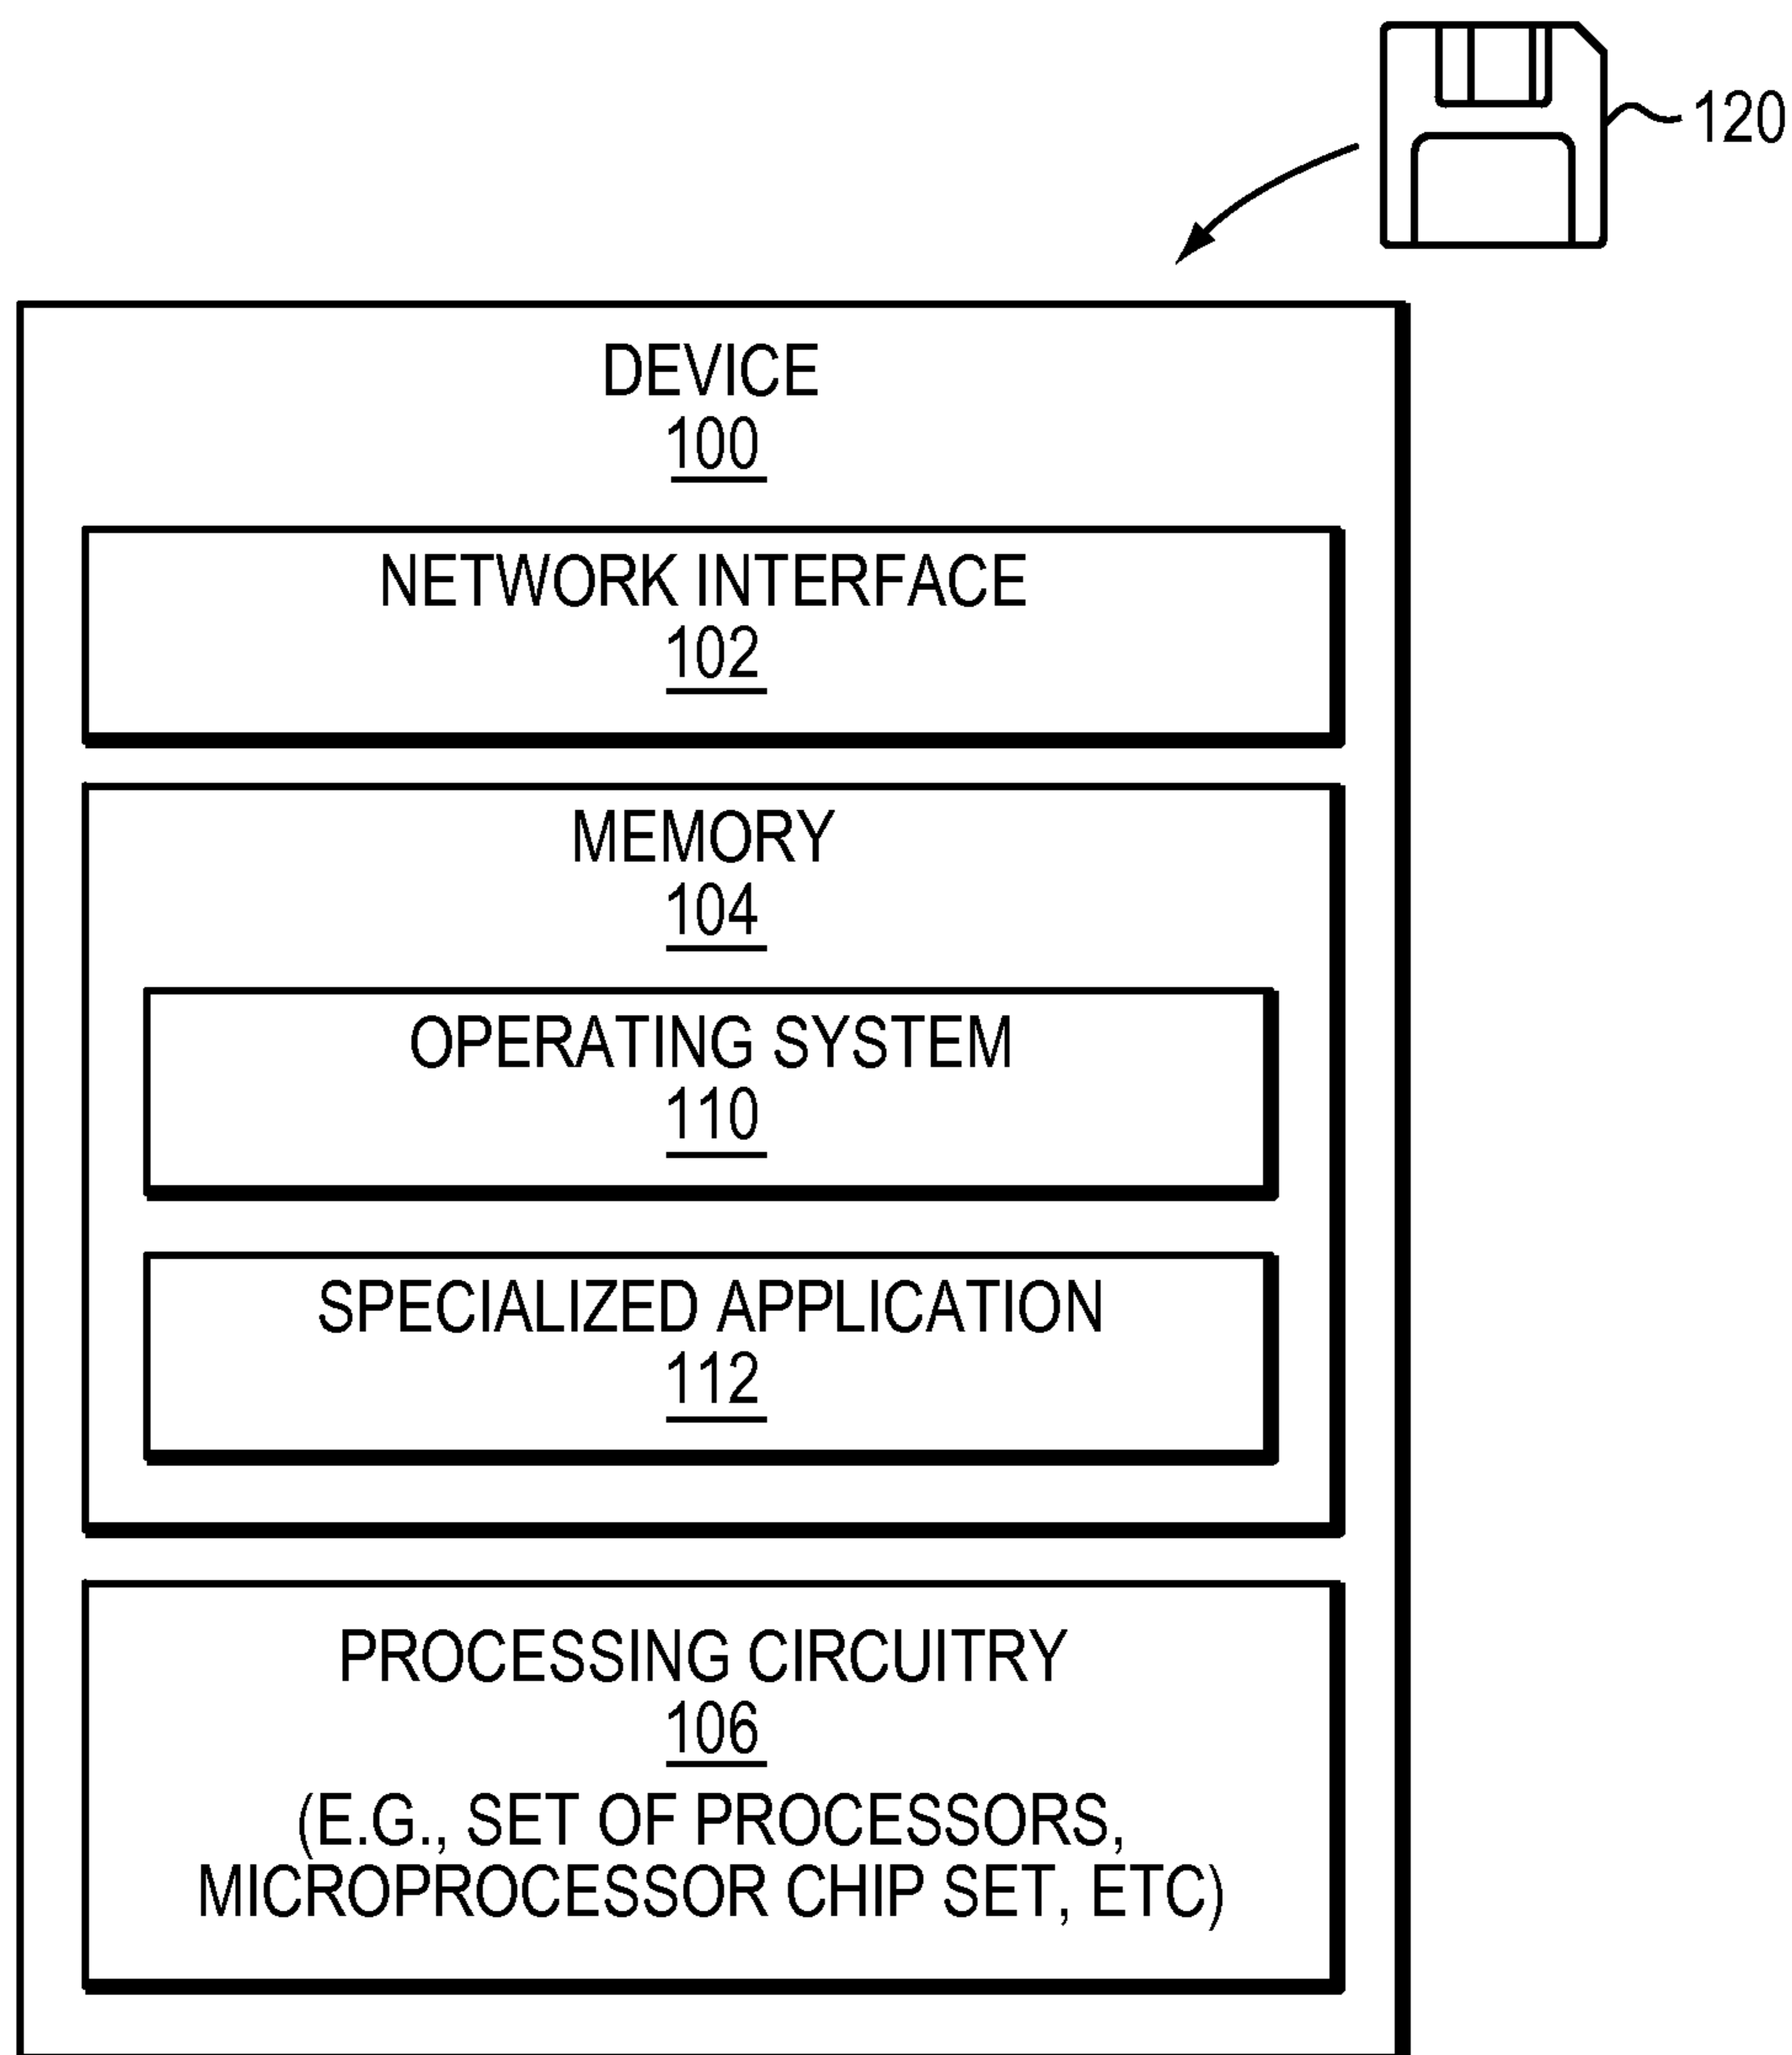 120
DEVICE
100
NETWORK INTERFACE
102
MEMORY
104
OPERATING SYSTEM
110
SPECIALIZED APPLICATION
112
PROCESSING CIRCUITRY
106
(E.G., SET OF PROCESSORS,
MICROPROCESSOR CHIP SET, ETC)